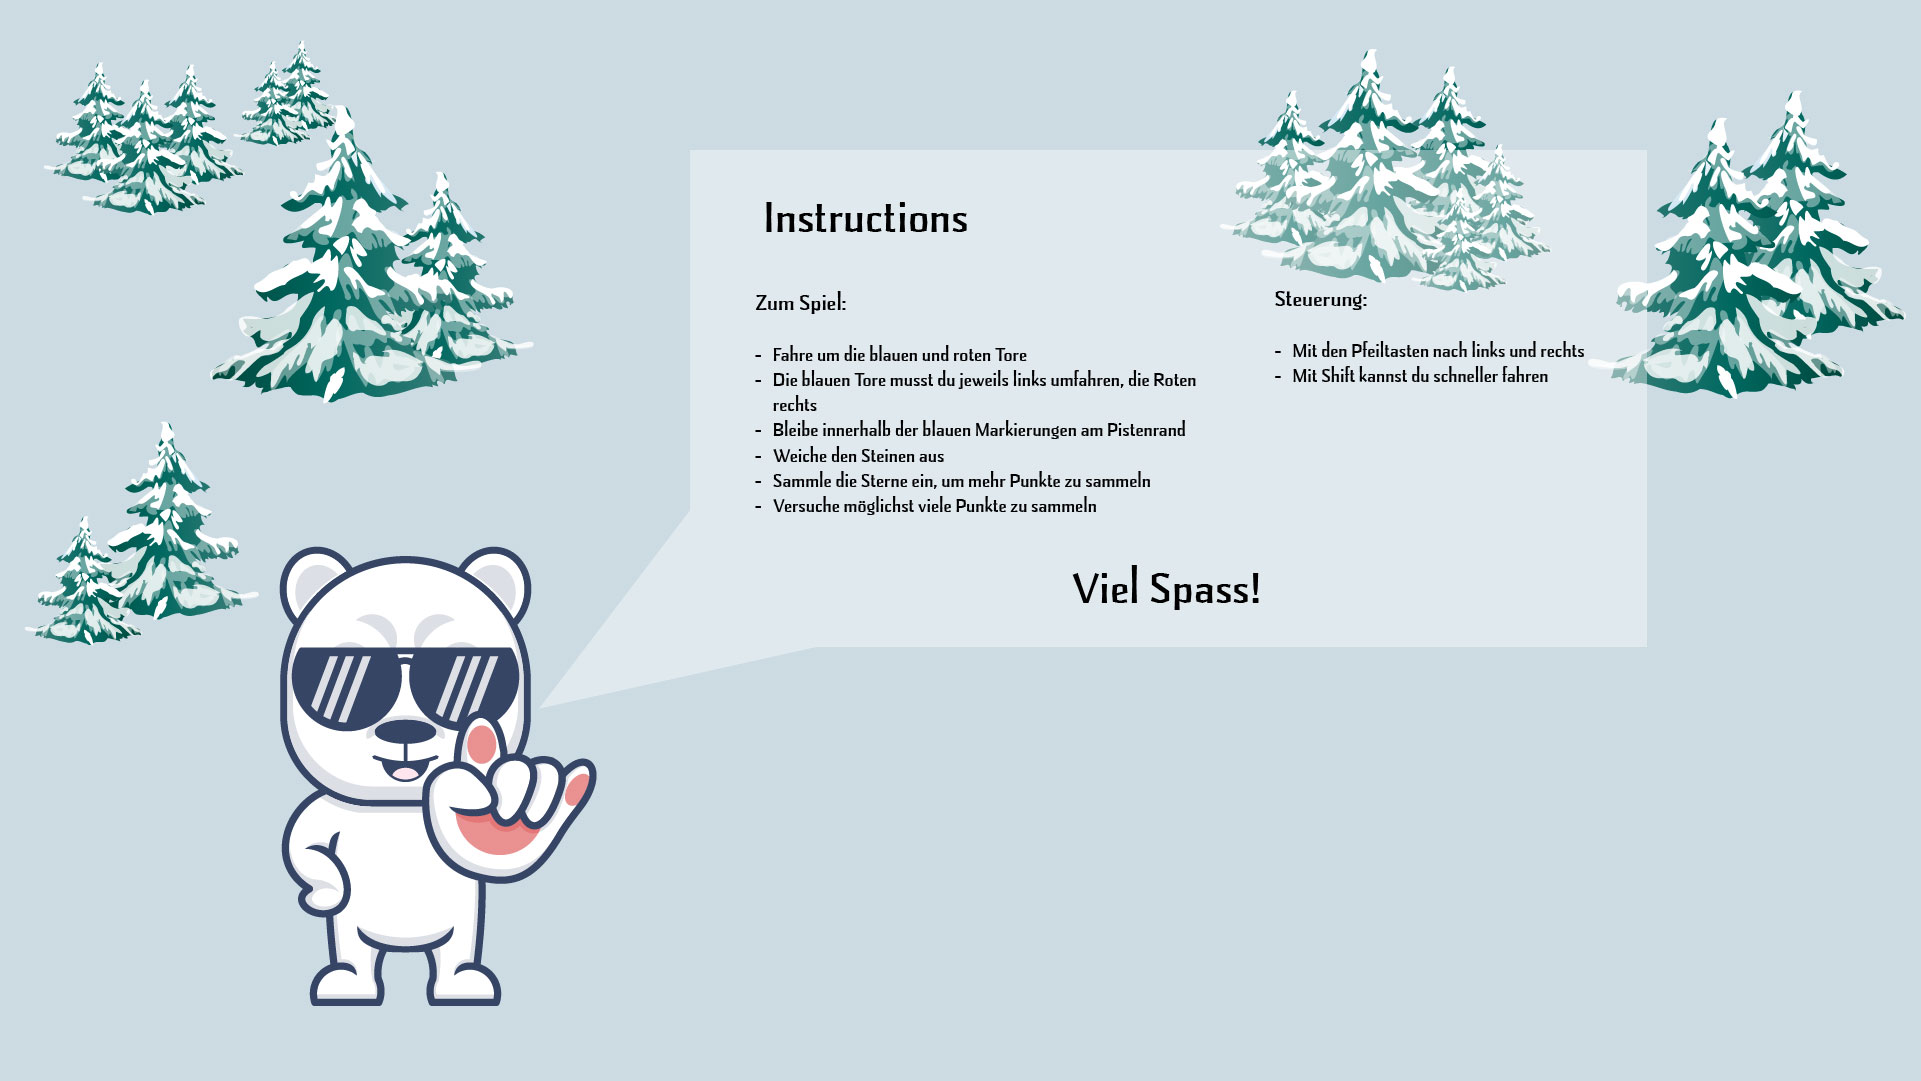 Instructions
Zum Spiel:
- Fahre um die blauen und roten Tore
- Die blauen Tore musst du jeweils links umfahren, die Roten
rechts
- Bleibe innerhalb der blauen Markierungen am Pistenrand
- Weiche den Steinen aus
- Sammle die Sterne ein, um mehr Punkte zu sammeln
- Versuche möglichst viele Punkte zu sammeln
Steuerung:
- Mit den Pfeiltasten nach links und rechts
- Mit Shift kannst du schneller fahren
Viel Spass!